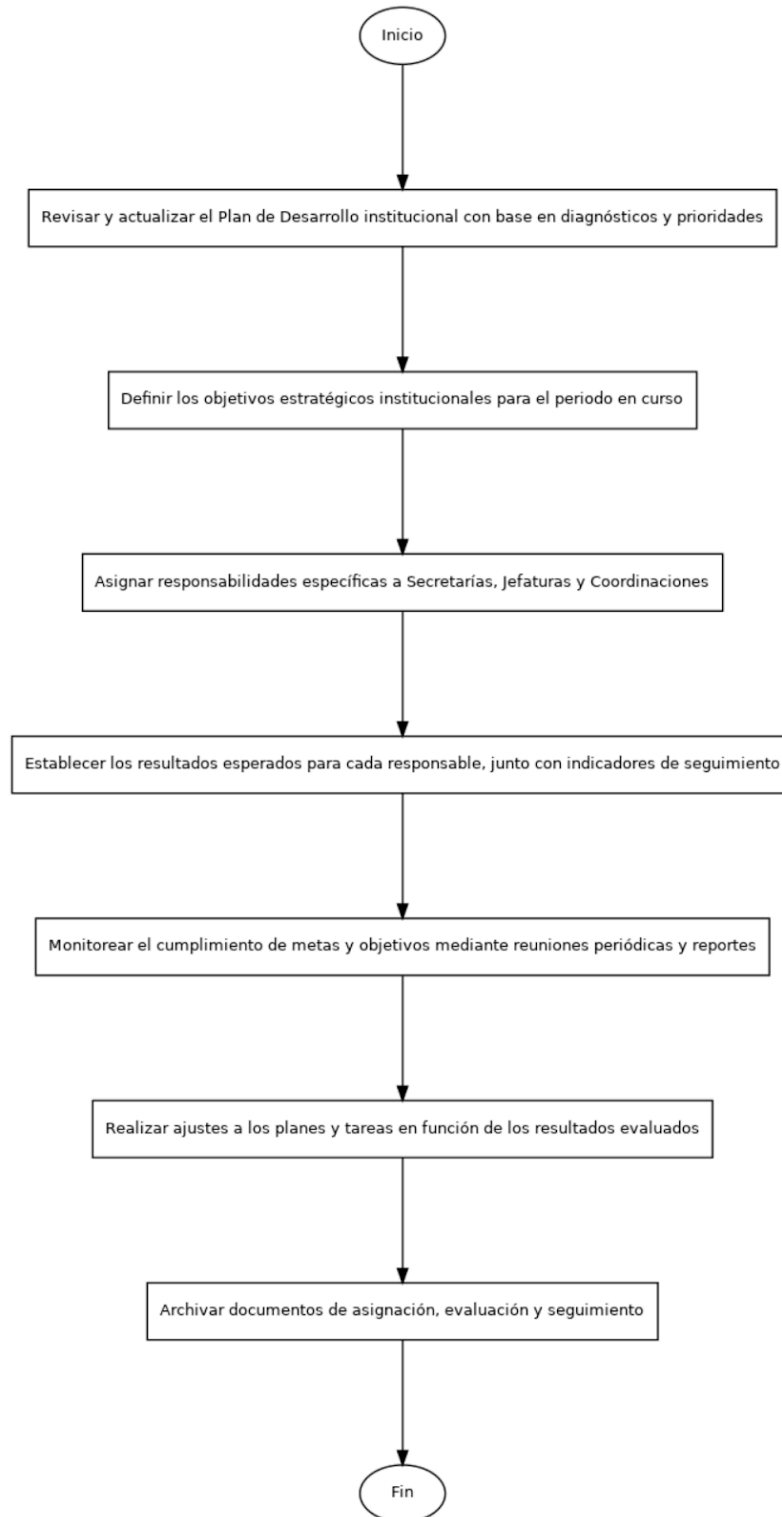 Inicio
Revisar y actualizar el Plan de Desarrollo institucional con base en diagnósticos y prioridades
Definir los objetivos estratégicos institucionales para el periodo en curso
Asignar responsabilidades específicas a Secretarías, Jefaturas y Coordinaciones
Establecer los resultados esperados para cada responsable, junto con indicadores de seguimiento
Monitorear el cumplimiento de metas y objetivos mediante reuniones periódicas y reportes
Realizar ajustes a los planes y tareas en función de los resultados evaluados
Archivar documentos de asignación, evaluación y seguimiento
Fin